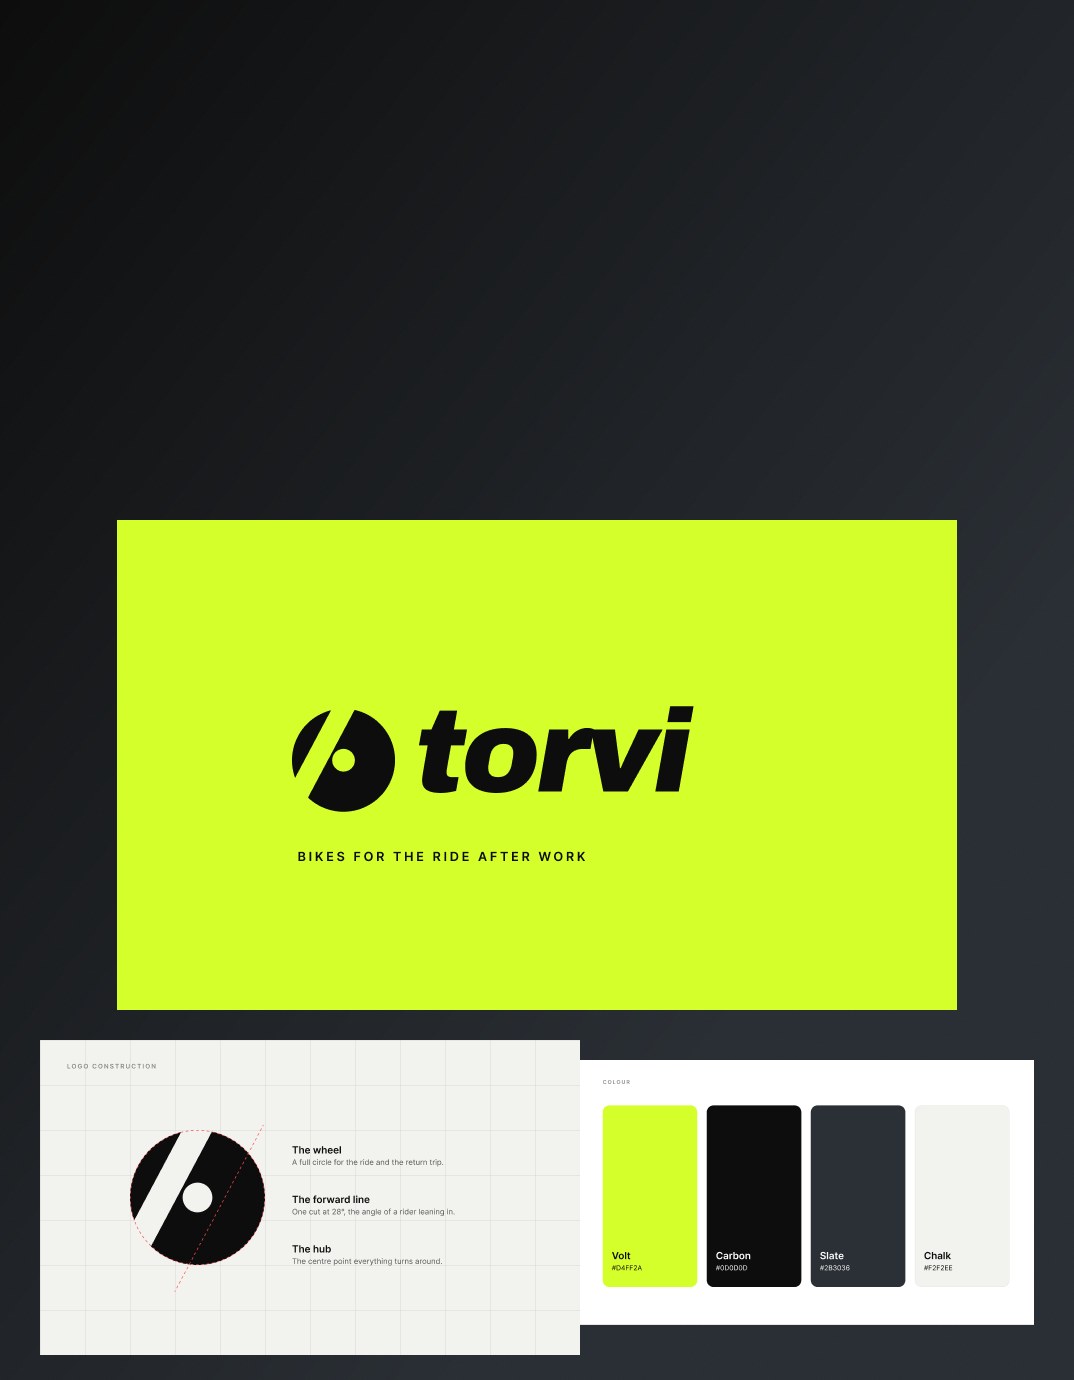 torvi
BIKES FOR THE RIDE AFTER WORK
LOGO CONSTRUCTION
The wheel
A full circle for the ride and the return trip.
The forward line
One cut at 28°, the angle of a rider leaning in.
The hub
The centre point everything turns around.
COLOUR
Volt
#D4FF2A
Carbon
#0D0D0D
Slate
#2B3036
Chalk
#F2F2EE